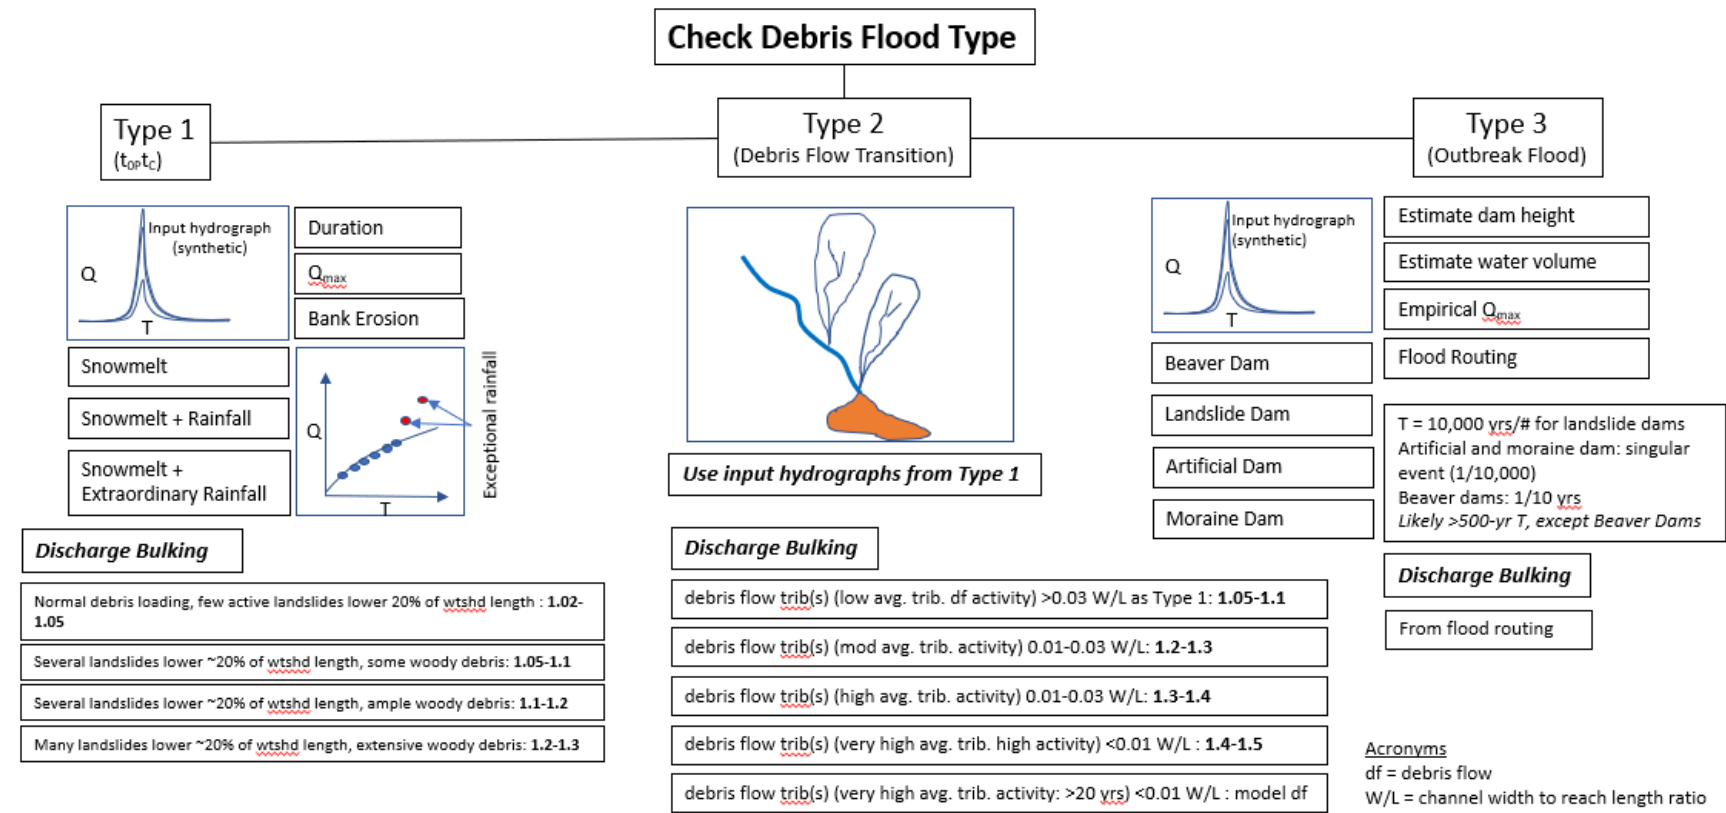 Check Debris Flood Type
Type 1
(t₀ₚt꜀)
Type 2
(Debris Flow Transition)
Type 3
(Outbreak Flood)
Input hydrograph
(synthetic)
Q
T
Duration
Qmax
Bank Erosion
Snowmelt
Snowmelt + Rainfall
Snowmelt +
Extraordinary Rainfall
Q
T
Exceptional rainfall
Discharge Bulking
Normal debris loading, few active landslides lower 20% of wtshd length : 1.02-
1.05
Several landslides lower ~20% of wtshd length, some woody debris: 1.05-1.1
Several landslides lower ~20% of wtshd length, ample woody debris: 1.1-1.2
Many landslides lower ~20% of wtshd length, extensive woody debris: 1.2-1.3
Use input hydrographs from Type 1
Discharge Bulking
debris flow trib(s) (low avg. trib. df activity) >0.03 W/L as Type 1: 1.05-1.1
debris flow trib(s) (mod avg. trib. activity) 0.01-0.03 W/L: 1.2-1.3
debris flow trib(s) (high avg. trib. activity) 0.01-0.03 W/L: 1.3-1.4
debris flow trib(s) (very high avg. trib. high activity) <0.01 W/L : 1.4-1.5
debris flow trib(s) (very high avg. trib. activity: >20 yrs) <0.01 W/L : model df
Input hydrograph
(synthetic)
Q
T
Beaver Dam
Landslide Dam
Artificial Dam
Moraine Dam
Estimate dam height
Estimate water volume
Empirical Qmax
Flood Routing
T = 10,000 yrs/# for landslide dams
Artificial and moraine dam: singular
event (1/10,000)
Beaver dams: 1/10 yrs
Likely >500-yr T, except Beaver Dams
Discharge Bulking
From flood routing
Acronyms
df = debris flow
W/L = channel width to reach length ratio